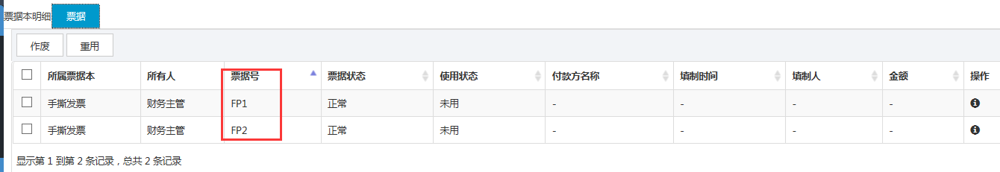 票据本明细 票据
作废 重用
所属票据本 所有人 票据号 票据状态 使用状态 付款方名称 填制时间 填制人 金额 操作
手撕发票 财务主管 FP1 正常 未用 - - - -
手撕发票 财务主管 FP2 正常 未用 - - - -
显示第 1 到第 2 条记录，总共 2 条记录